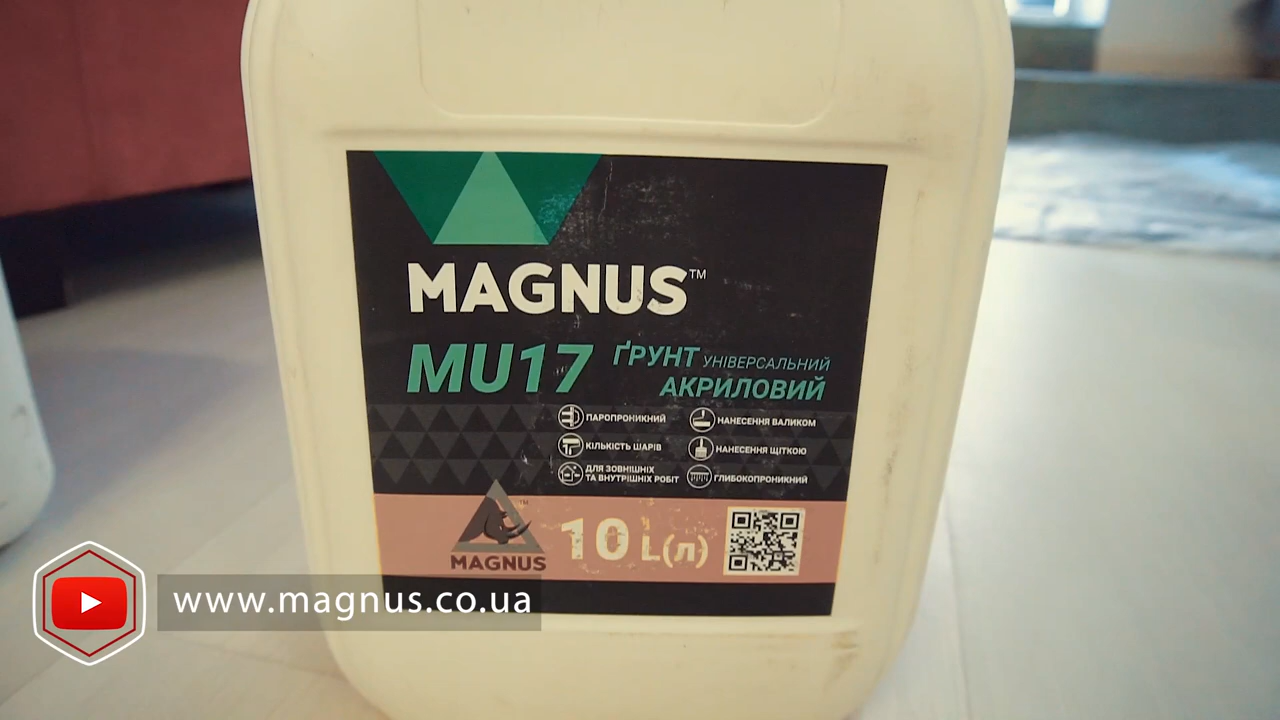 MAGNUS™
MU17 ҐРУНТ УНІВЕРСАЛЬНИЙ
АКРИЛОВИЙ
ПАРОПРОНИКНИЙ
НАНЕСЕННЯ ВАЛИКОМ
КІЛЬКІСТЬ ШАРІВ
НАНЕСЕННЯ ЩІТКОЮ
ДЛЯ ЗОВНІШНІХ
ТА ВНУТРІШНІХ РОБІТ
ГЛИБОКОПРОНИКНИЙ
™
MAGNUS
10 L(л)
www.magnus.co.ua